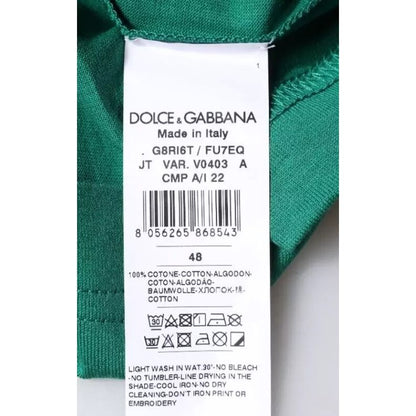 1
DOLCE & GABBANA
Made in Italy
. G8RI6T / FU7EQ
JT VAR. V0403 A
CMP A/I 22
8 056265 868543
48
100% COTONE-COTTON-ALGODON-
COTTON-ALGODÃO-
BAUMWOLLE-ХЛОПОК-棉-
COTTON
LIGHT WASH IN WAT.30°-NO BLEACH
-NO TUMBLER-LINE DRYING IN THE
SHADE-COOL IRON-NO DRY
CLEANING-DON'T IRON PRINT OR
EMBROIDERY